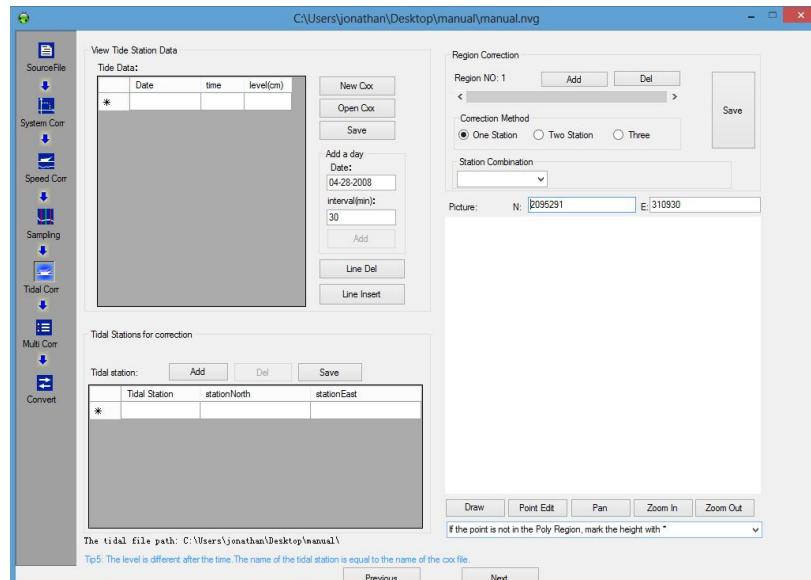 C:\Users\jonathan\Desktop\manual\manual.nvg
SourceFile
System Corr
Speed Corr
Sampling
Tidal Corr
Multi Corr
Convert
View Tide Station Data
Tide Data:
Date time level(cm)
*
New Cxx
Open Cxx
Save
Add a day
Date:
04-28-2008
interval(min):
30
Add
Line Del
Line Insert
Tidal Stations for correction
Tidal station: Add Del Save
Tidal Station stationNorth stationEast
*
The tidal file path: C:\Users\jonathan\Desktop\manual\
Tip5: The level is different after the time.The name of the tidal station is equal to the name of the cxx file.
Region Correction
Region NO: 1 Add Del
Save
Correction Method
One Station Two Station Three
Station Combination
Picture: N: 2095291 E: 310930
Draw Point Edit Pan Zoom In Zoom Out
If the point is not in the Poly Region, mark the height with *
Previous Next